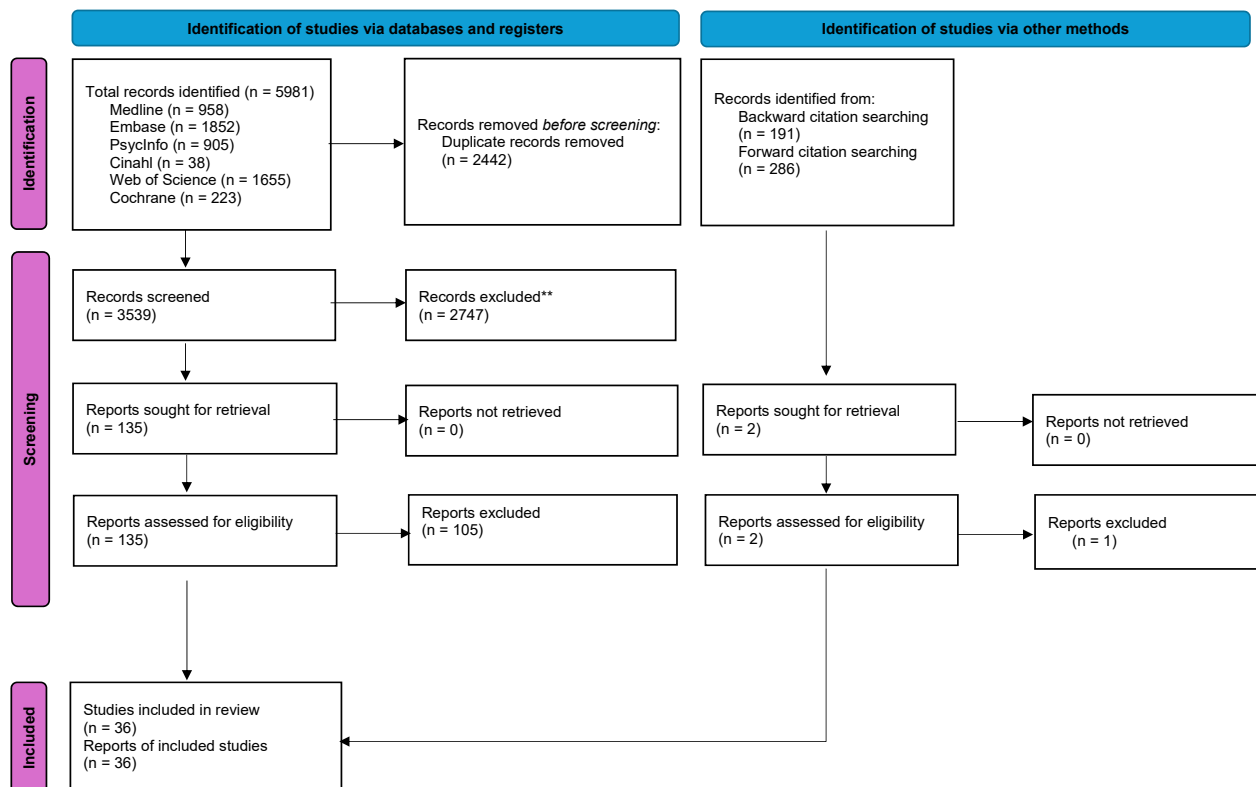 Identification of studies via databases and registers
Identification of studies via other methods
Identification
Total records identified (n = 5981)
Medline (n = 958)
Embase (n = 1852)
PsycInfo (n = 905)
Cinahl (n = 38)
Web of Science (n = 1655)
Cochrane (n = 223)
Records removed before screening:
Duplicate records removed
(n = 2442)
Records identified from:
Backward citation searching
(n = 191)
Forward citation searching
(n = 286)
Screening
Records screened
(n = 3539)
Records excluded**
(n = 2747)
Reports sought for retrieval
(n = 135)
Reports not retrieved
(n = 0)
Reports sought for retrieval
(n = 2)
Reports not retrieved
(n = 0)
Reports assessed for eligibility
(n = 135)
Reports excluded
(n = 105)
Reports assessed for eligibility
(n = 2)
Reports excluded
(n = 1)
Included
Studies included in review
(n = 36)
Reports of included studies
(n = 36)